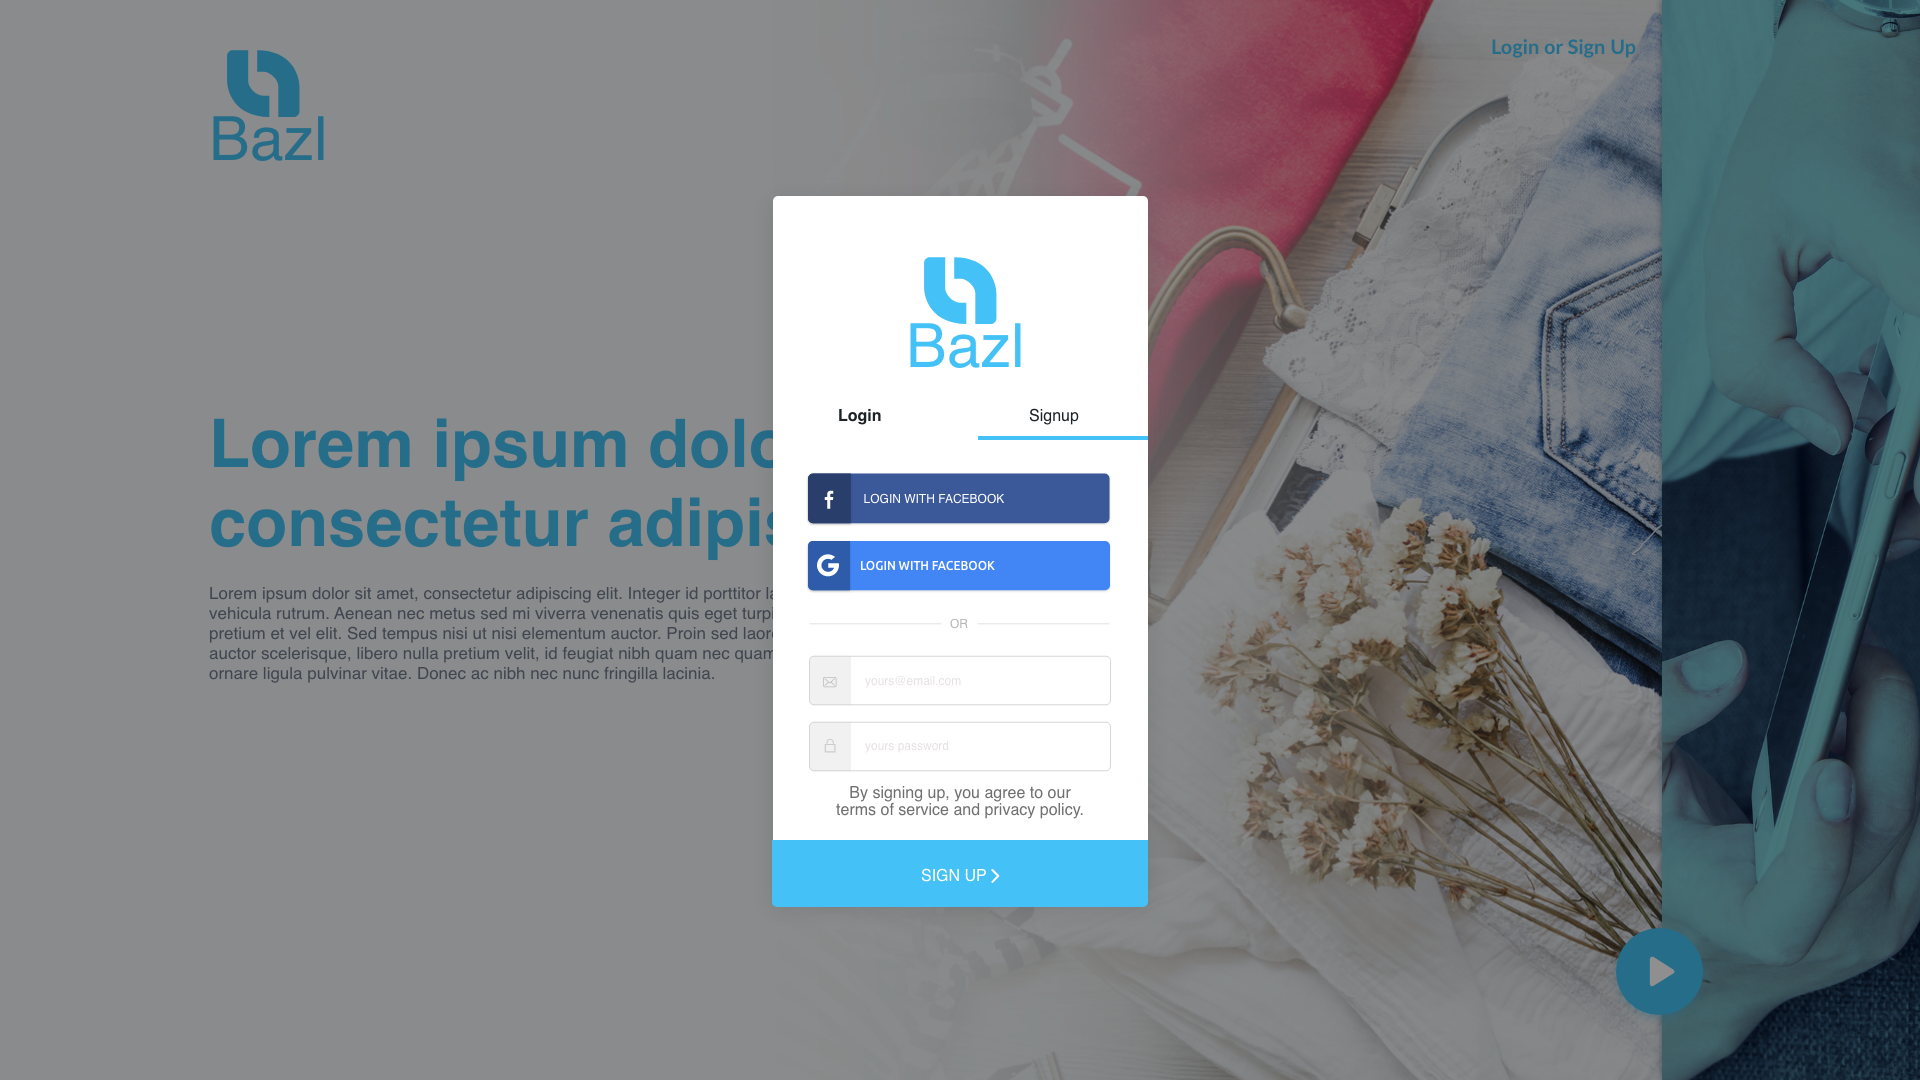 Login or Sign Up
Bazl
Lorem ipsum dolo
consectetur adipis
Lorem ipsum dolor sit amet, consectetur adipiscing elit. Integer id porttitor
vehicula rutrum. Aenean nec metus sed mi viverra venenatis quis eget turpi
pretium et vel elit. Sed tempus nisi ut nisi elementum auctor. Proin sed laor
auctor scelerisque, libero nulla pretium velit, id feugiat nibh quam nec quam
ornare ligula pulvinar vitae. Donec ac nibh nec nunc fringilla lacinia.
Bazl
Login
Signup
LOGIN WITH FACEBOOK
LOGIN WITH FACEBOOK
OR
yours@email.com
yours password
By signing up, you agree to our
terms of service and privacy policy.
SIGN UP